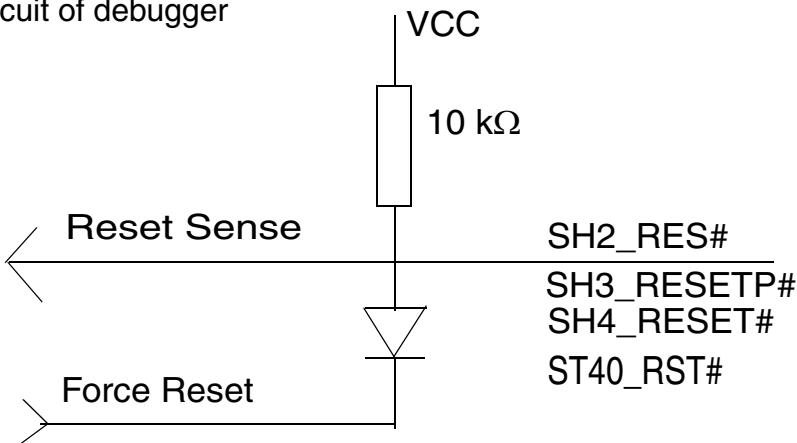 cuit of debugger
VCC
10 kΩ
Reset Sense
SH2_RES#
SH3_RESETP#
SH4_RESET#
ST40_RST#
Force Reset